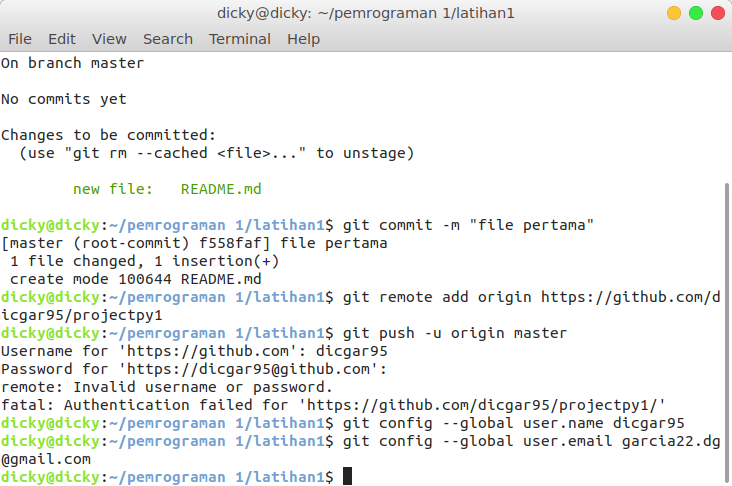 dicky@dicky: ~/pemrograman 1/latihan1
File Edit View Search Terminal Help
On branch master
No commits yet
Changes to be committed:
  (use "git rm --cached <file>..." to unstage)
        new file:   README.md
dicky@dicky:~/pemrograman 1/latihan1$ git commit -m "file pertama"
[master (root-commit) f558faf] file pertama
 1 file changed, 1 insertion(+)
 create mode 100644 README.md
dicky@dicky:~/pemrograman 1/latihan1$ git remote add origin https://github.com/d
icgar95/projectpy1
dicky@dicky:~/pemrograman 1/latihan1$ git push -u origin master
Username for 'https://github.com': dicgar95
Password for 'https://dicgar95@github.com':
remote: Invalid username or password.
fatal: Authentication failed for 'https://github.com/dicgar95/projectpy1/'
dicky@dicky:~/pemrograman 1/latihan1$ git config --global user.name dicgar95
dicky@dicky:~/pemrograman 1/latihan1$ git config --global user.email garcia22.dg
@gmail.com
dicky@dicky:~/pemrograman 1/latihan1$